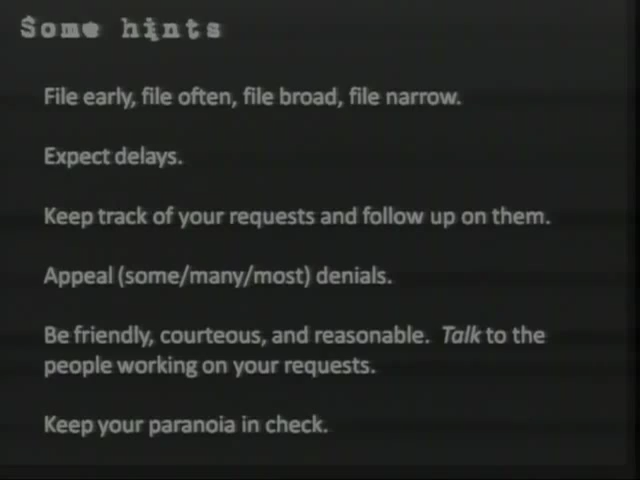 Some hints
File early, file often, file broad, file narrow.
Expect delays.
Keep track of your requests and follow up on them.
Appeal (some/many/most) denials.
Be friendly, courteous, and reasonable. Talk to the
people working on your requests.
Keep your paranoia in check.